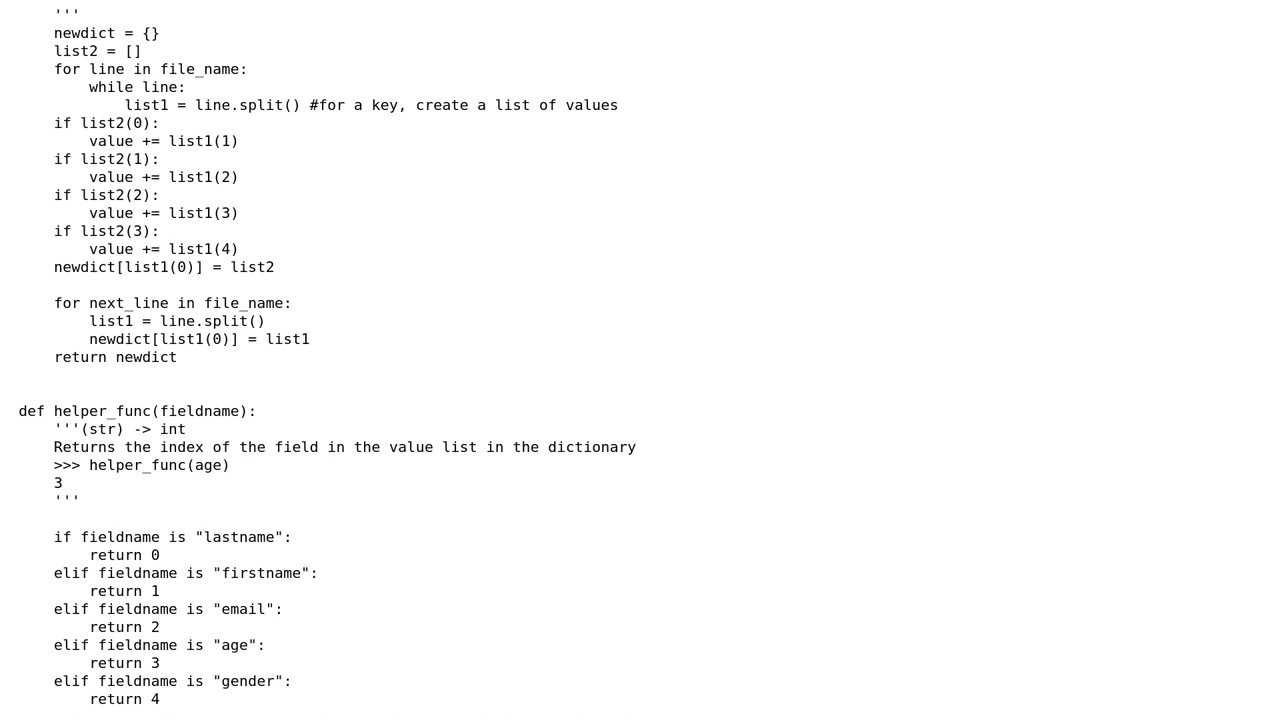 '''
    newdict = {}
    list2 = []
    for line in file_name:
        while line:
            list1 = line.split() #for a key, create a list of values
    if list2(0):
        value += list1(1)
    if list2(1):
        value += list1(2)
    if list2(2):
        value += list1(3)
    if list2(3):
        value += list1(4)
    newdict[list1(0)] = list2

    for next_line in file_name:
        list1 = line.split()
        newdict[list1(0)] = list1
    return newdict


def helper_func(fieldname):
    '''(str) -> int
    Returns the index of the field in the value list in the dictionary
    >>> helper_func(age)
    3
    '''

    if fieldname is "lastname":
        return 0
    elif fieldname is "firstname":
        return 1
    elif fieldname is "email":
        return 2
    elif fieldname is "age":
        return 3
    elif fieldname is "gender":
        return 4